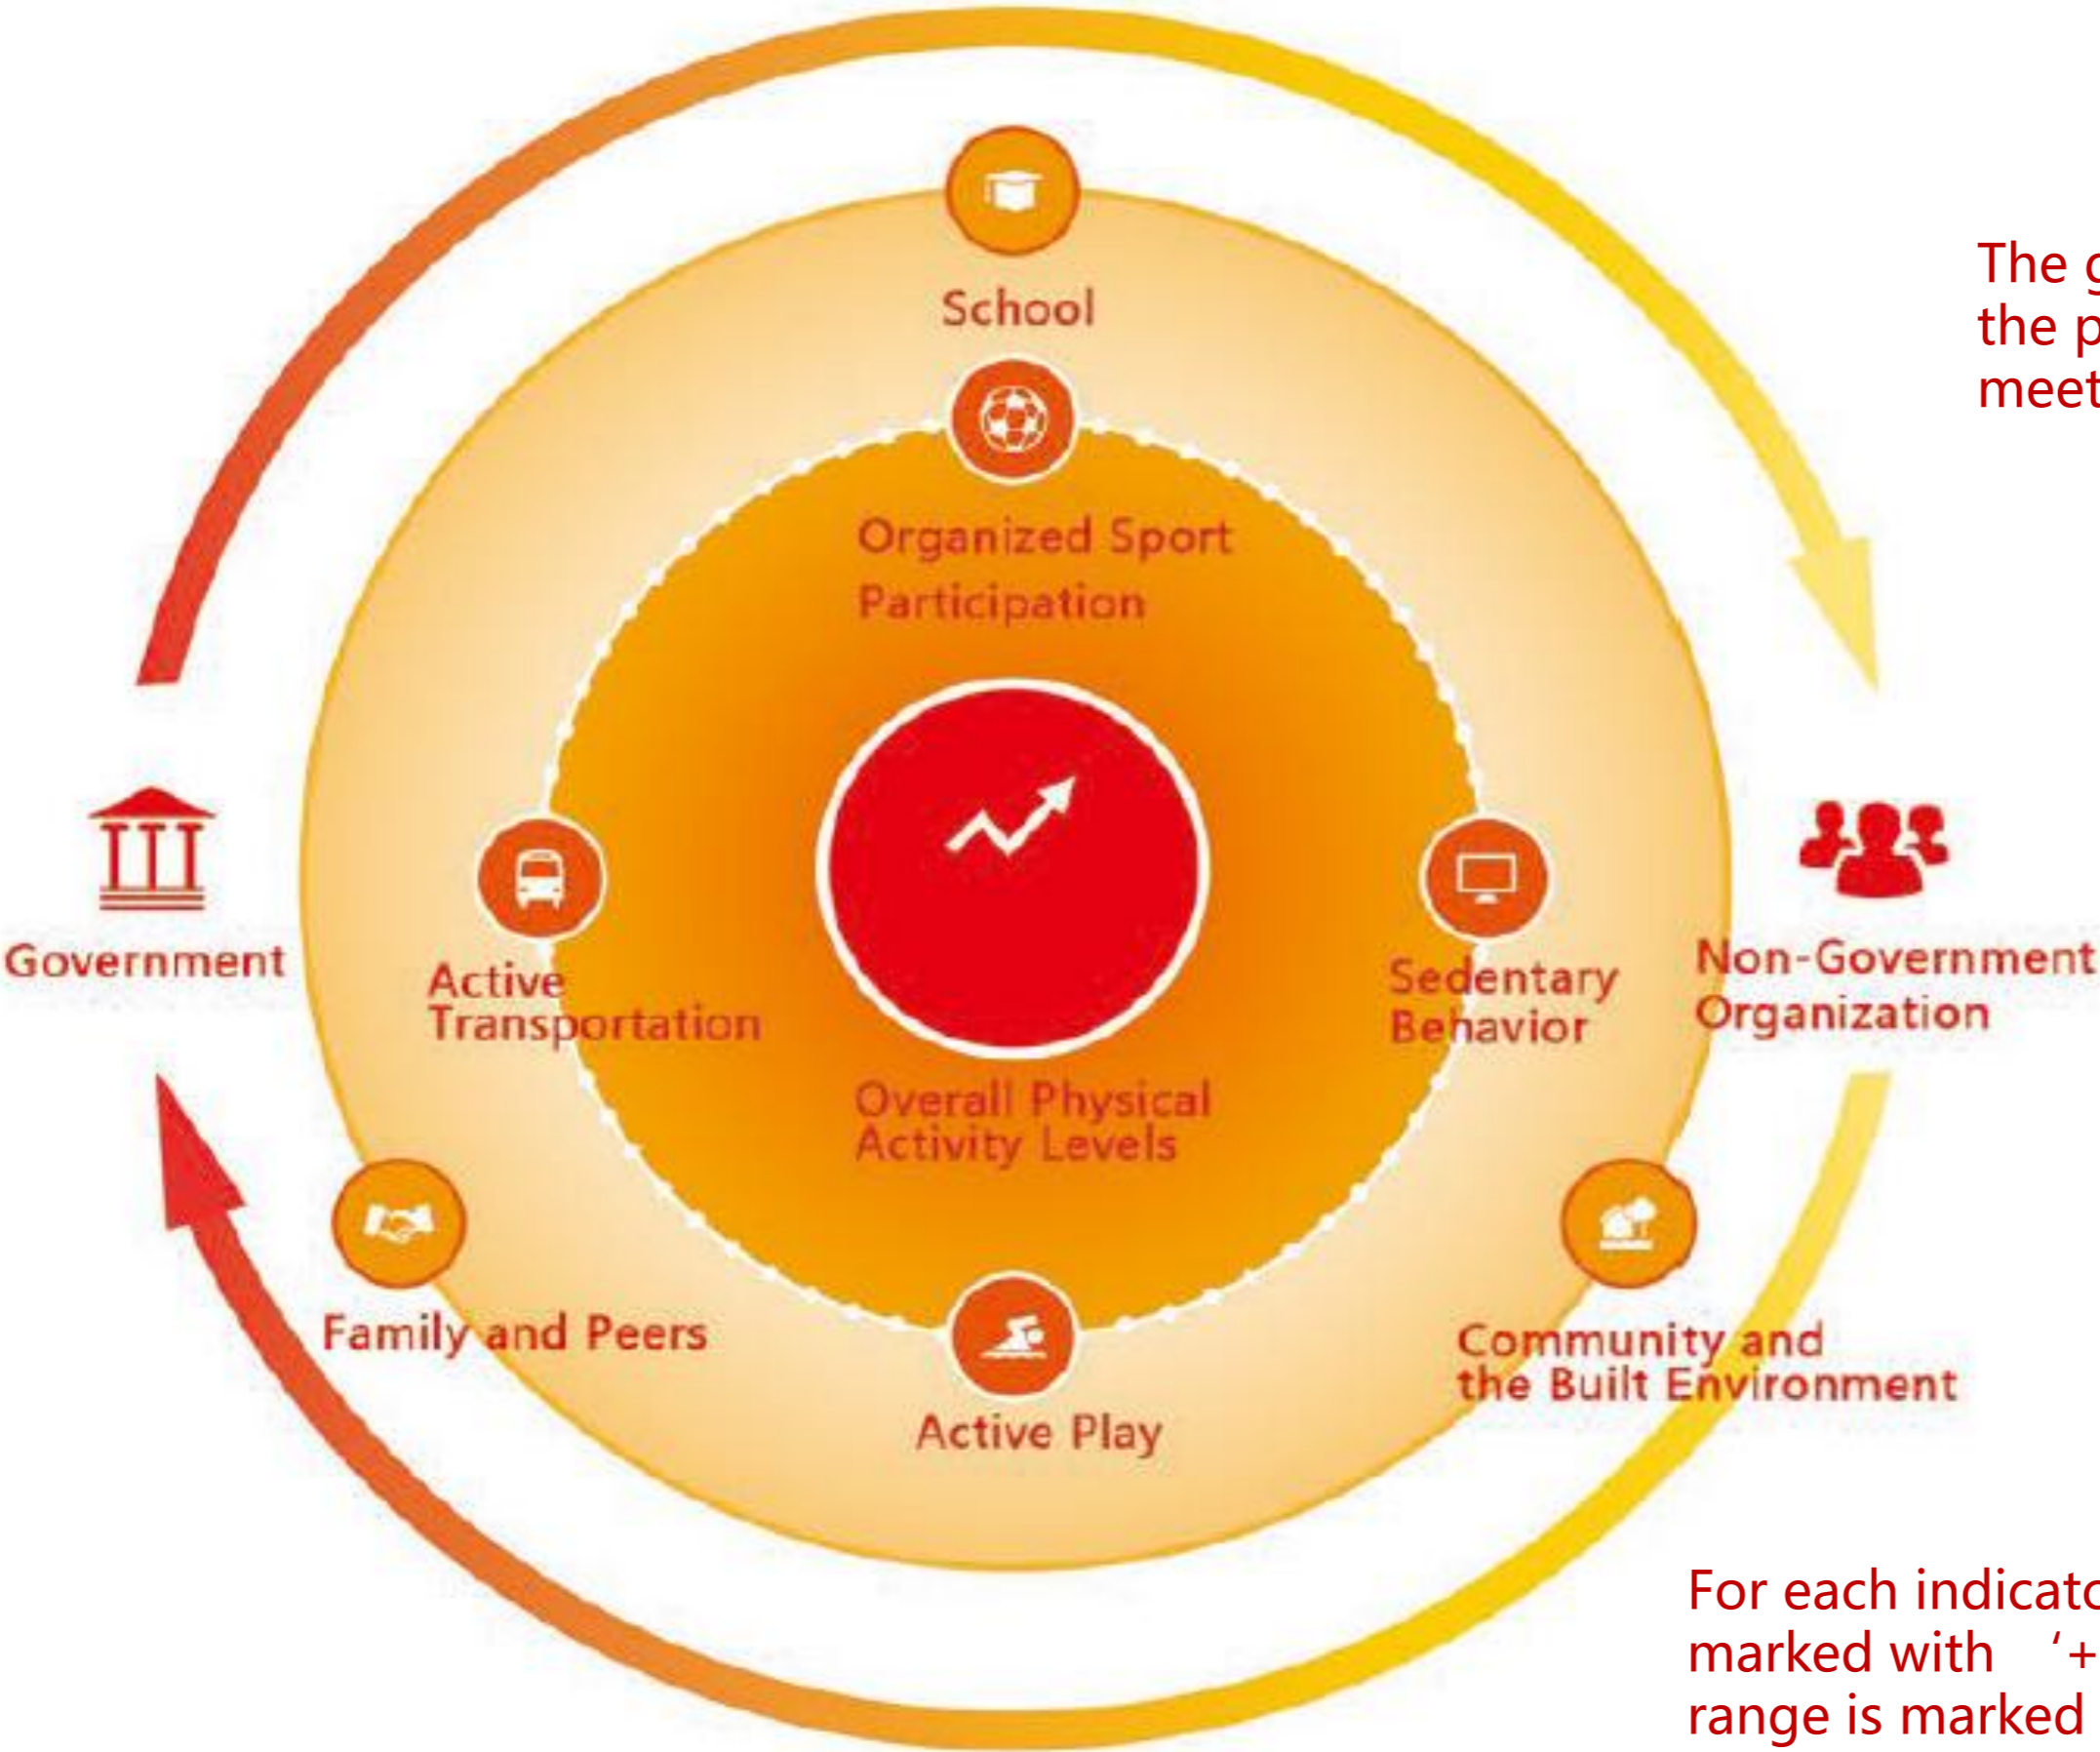 School
The g
the p
meet
Organized Sport
Participation
Government
Active
Transportation
Sedentary
Behavior
Non-Government
Organization
Overall Physical
Activity Levels
Family and Peers
Community and
the Built Environment
Active Play
For each indicato
marked with ‘+
range is marked